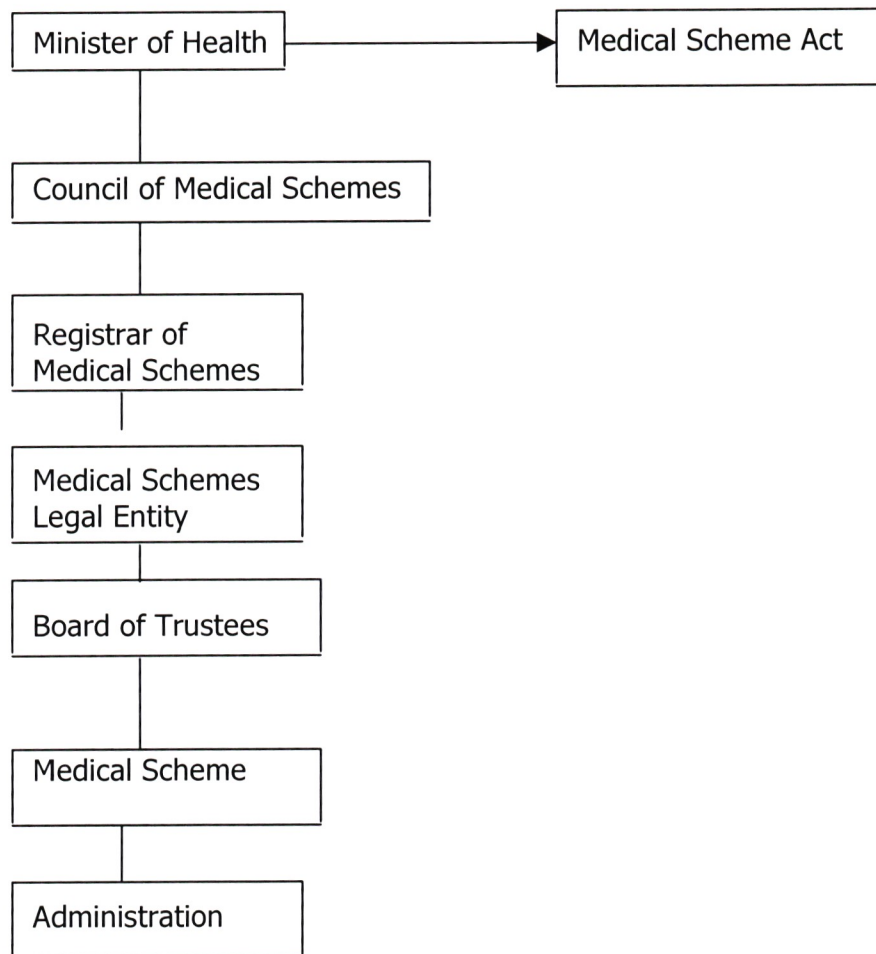 Minister of Health
Medical Scheme Act
Council of Medical Schemes
Registrar of
Medical Schemes
Medical Schemes
Legal Entity
Board of Trustees
Medical Scheme
Administration